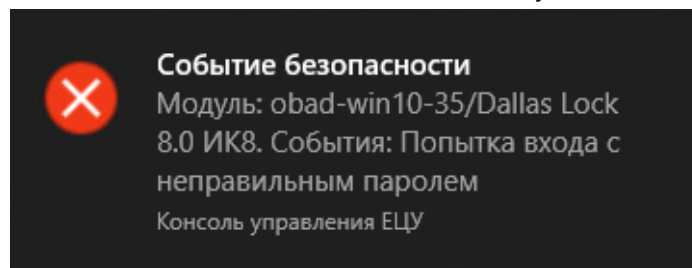 Событие безопасности
Модуль: obad-win10-35/Dallas Lock
8.0 ИК8. События: Попытка входа с
неправильным паролем
Консоль управления ЕЦУ